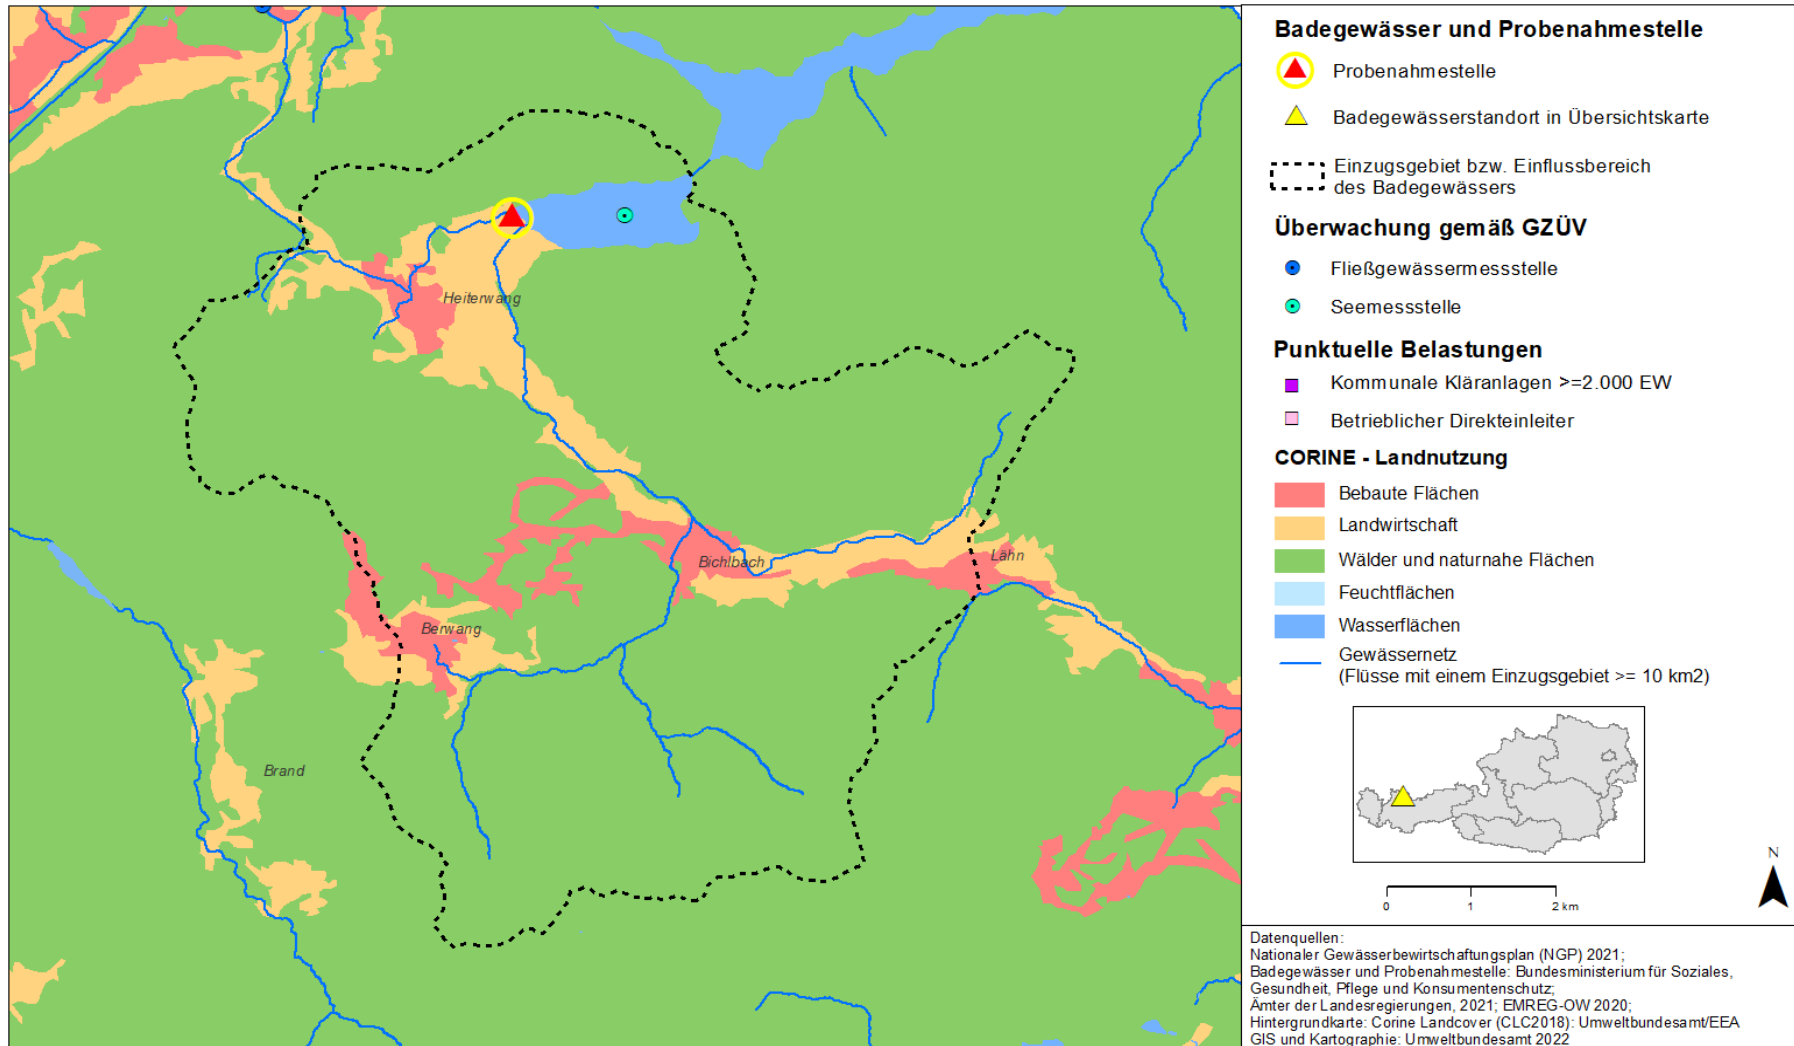 Heiterwang
Bichlbach
Lähn
Berwang
Brand
Badegewässer und Probenahmestelle
Probenahmestelle
Badegewässerstandort in Übersichtskarte
Einzugsgebiet bzw. Einflussbereich
des Badegewässers
Überwachung gemäß GZÜV
Fließgewässermessstelle
Seemessstelle
Punktuelle Belastungen
Kommunale Kläranlagen >=2.000 EW
Betrieblicher Direkteinleiter
CORINE - Landnutzung
Bebaute Flächen
Landwirtschaft
Wälder und naturnahe Flächen
Feuchtflächen
Wasserflächen
Gewässernetz
(Flüsse mit einem Einzugsgebiet >= 10 km2)
N
0 1 2 km
Datenquellen:
Nationaler Gewässerbewirtschaftungsplan (NGP) 2021;
Badegewässer und Probenahmestelle: Bundesministerium für Soziales,
Gesundheit, Pflege und Konsumentenschutz;
Ämter der Landesregierungen, 2021; EMREG-OW 2020;
Hintergrundkarte: Corine Landcover (CLC2018): Umweltbundesamt/EEA
GIS und Kartographie: Umweltbundesamt 2022